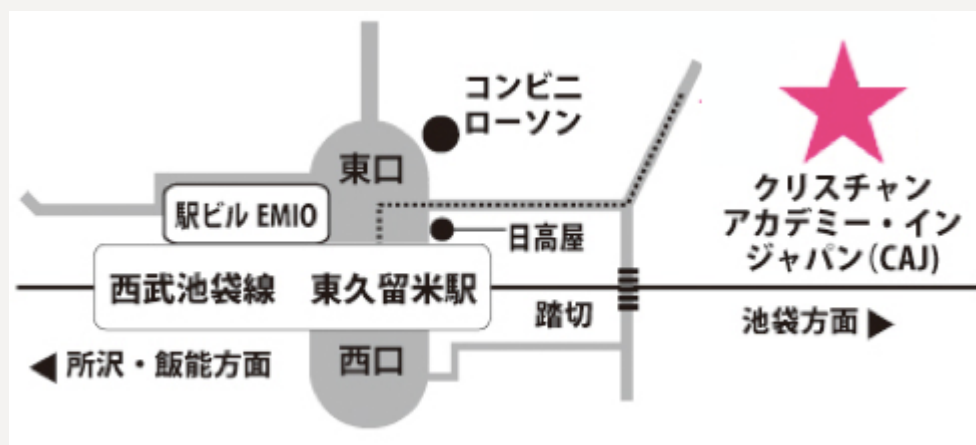 コンビニ
ローソン
東口
駅ビル EMIO
日高屋
クリスチャン
アカデミー・イン
ジャパン(CAJ)
西武池袋線　東久留米駅
踏切
池袋方面▶
◀所沢・飯能方面
西口